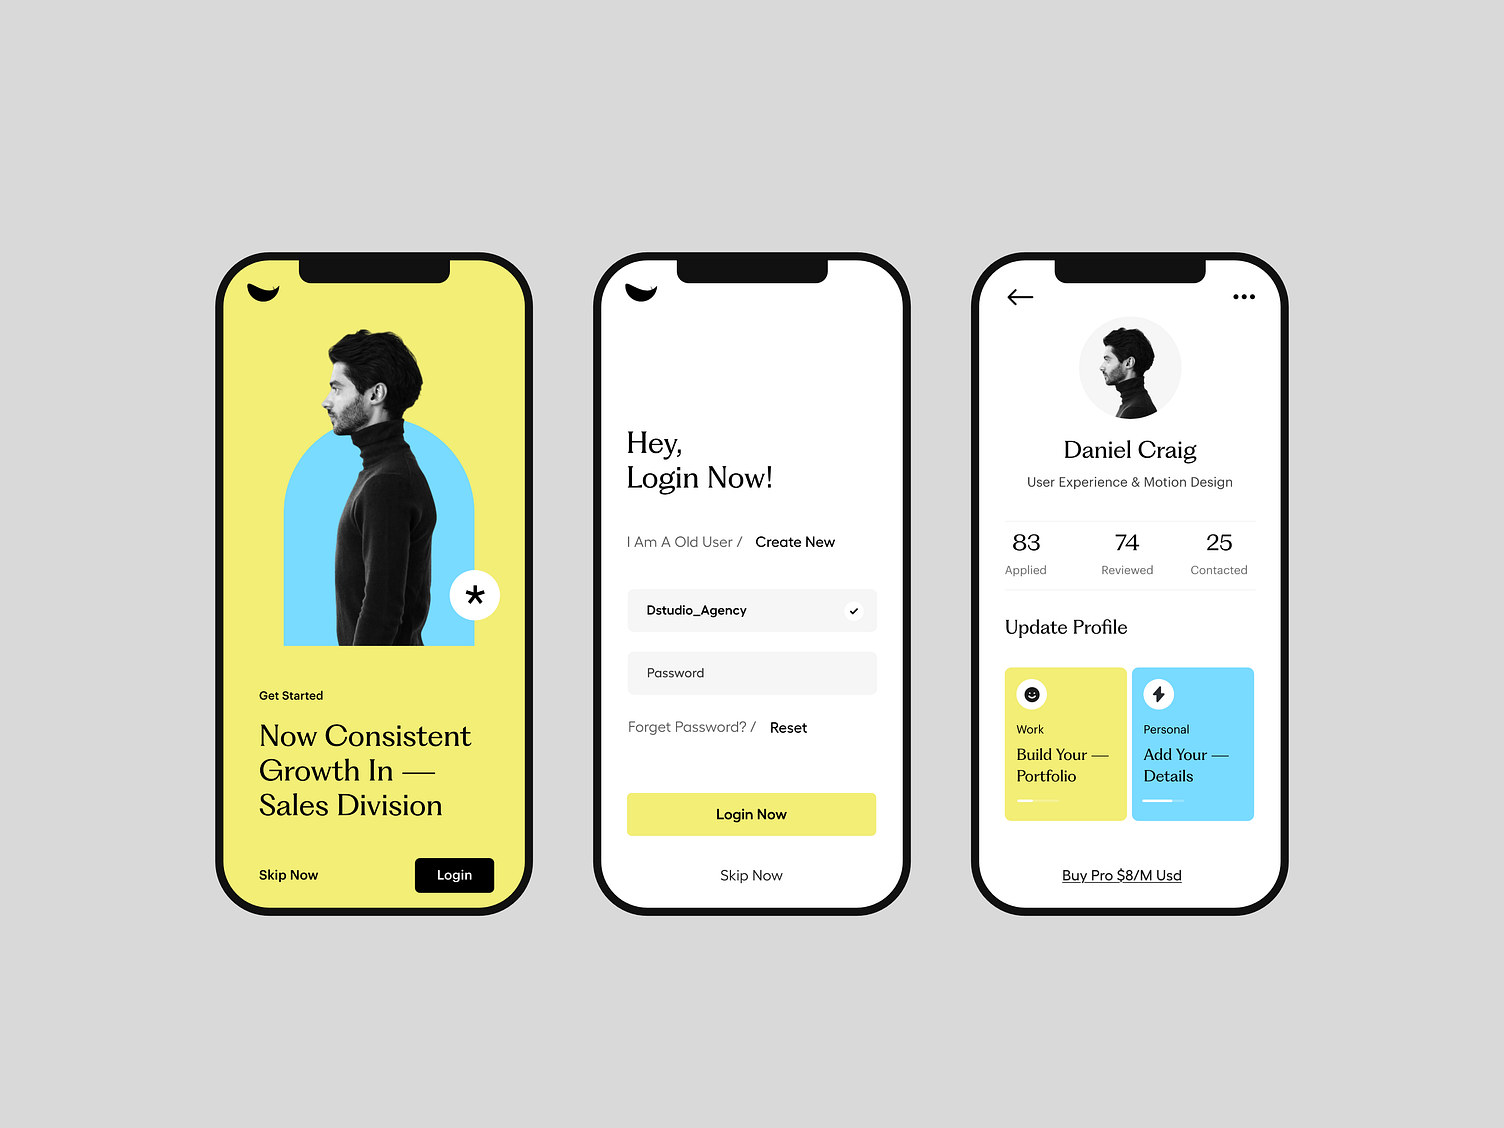 Get Started
Now Consistent
Growth In —
Sales Division
Skip Now
Login
Hey,
Login Now!
I Am A Old User / Create New
Dstudio_Agency
Password
Forget Password? / Reset
Login Now
Skip Now
Daniel Craig
User Experience & Motion Design
83 74 25
Applied Reviewed Contacted
Update Profile
Work
Build Your —
Portfolio
Personal
Add Your —
Details
Buy Pro $8/M Usd